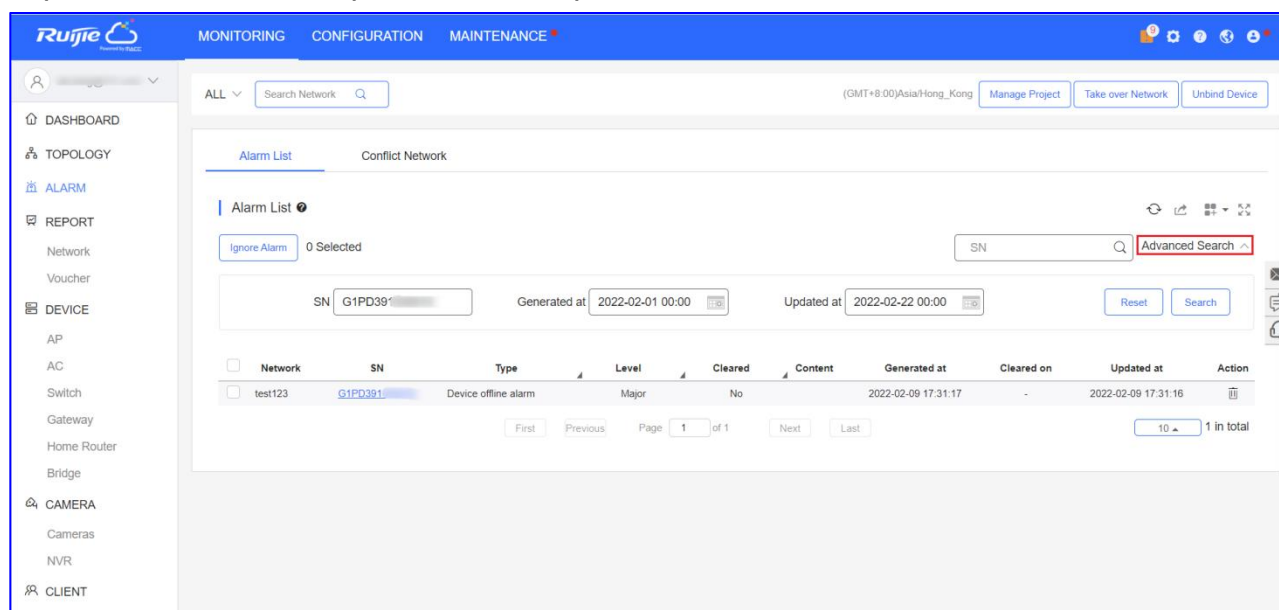 Ruijie MONITORING CONFIGURATION MAINTENANCE 9
Powered by MACC
ALL Search Network (GMT+8:00)Asia/Hong_Kong Manage Project Take over Network Unbind Device
DASHBOARD
TOPOLOGY
Alarm List Conflict Network
ALARM
Alarm List
REPORT
Network
Ignore Alarm 0 Selected SN Advanced Search
Voucher
SN G1PD391 Generated at 2022-02-01 00:00 Updated at 2022-02-22 00:00 Reset Search
DEVICE
AP
AC
Network SN Type Level Cleared Content Generated at Cleared on Updated at Action
Switch
test123 G1PD391 Device offline alarm Major No 2022-02-09 17:31:17 - 2022-02-09 17:31:16
Gateway
First Previous Page 1 of 1 Next Last 10 1 in total
Home Router
Bridge
CAMERA
Cameras
NVR
CLIENT